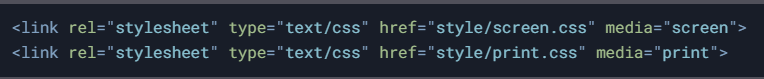 <link rel="stylesheet" type="text/css" href="style/screen.css" media="screen">
<link rel="stylesheet" type="text/css" href="style/print.css" media="print">